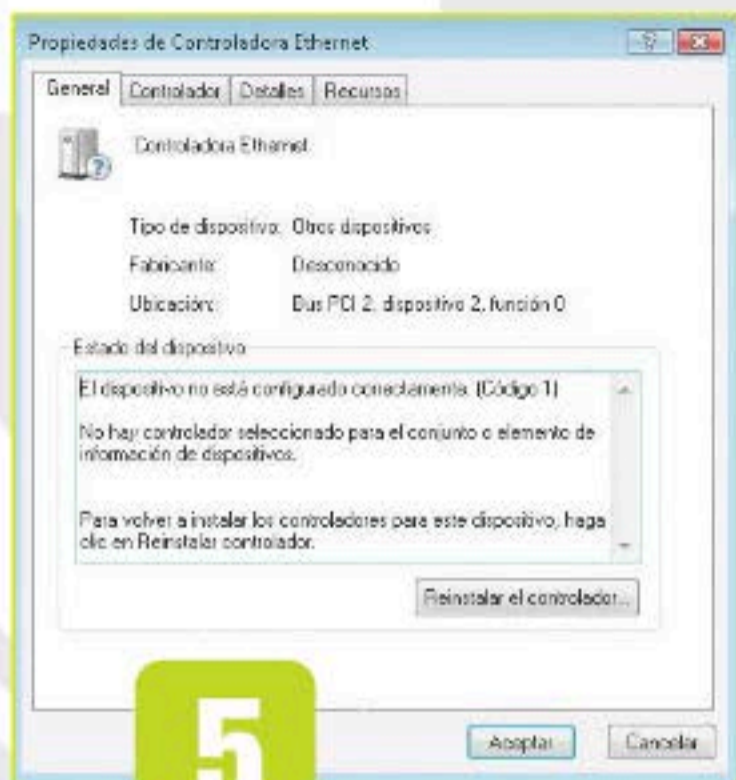 Propiedades de Controladora Ethernet
General Controlador Detalles Recursos
Controladora Ethernet
Tipo de dispositivo: Otros dispositivos
Fabricante: Desconocido
Ubicación: Bus PCI 2, dispositivo 2, función 0
Estado del dispositivo
El dispositivo no está configurado correctamente. (Código 1)
No hay controlador seleccionado para el conjunto o elemento de
información de dispositivos.
Para volver a instalar los controladores para este dispositivo, haga
clic en Reinstalar controlador.
Reinstalar el controlador...
5
Aceptar Cancelar